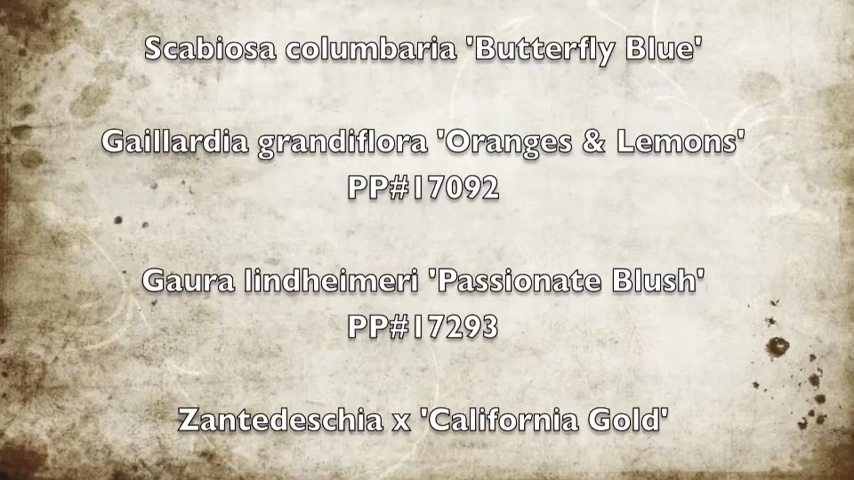 Scabiosa columbaria 'Butterfly Blue'
Gaillardia grandiflora 'Oranges & Lemons'
PP#17092
Gaura lindheimeri 'Passionate Blush'
PP#17293
Zantedeschia x 'California Gold'